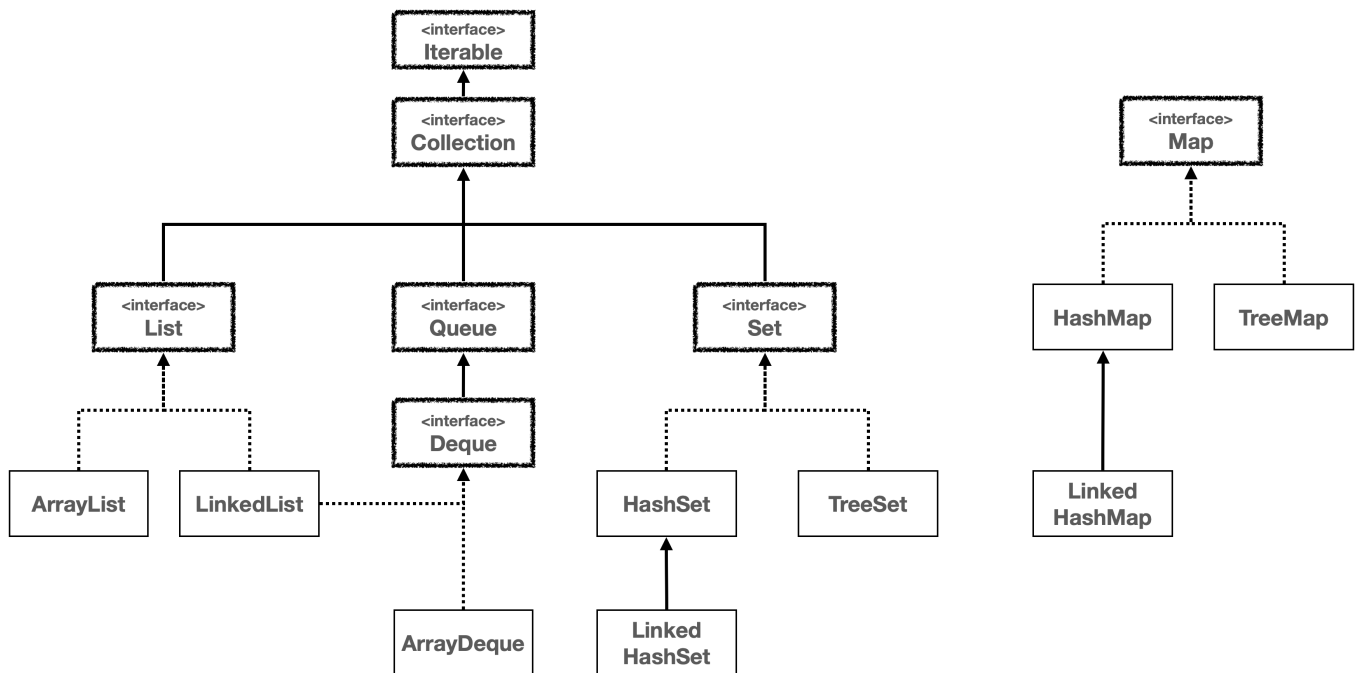 <interface>
Iterable
<interface>
Collection
<interface>
Map
<interface>
List
<interface>
Queue
<interface>
Set
HashMap
TreeMap
<interface>
Deque
ArrayList
LinkedList
HashSet
TreeSet
Linked
HashMap
ArrayDeque
Linked
HashSet